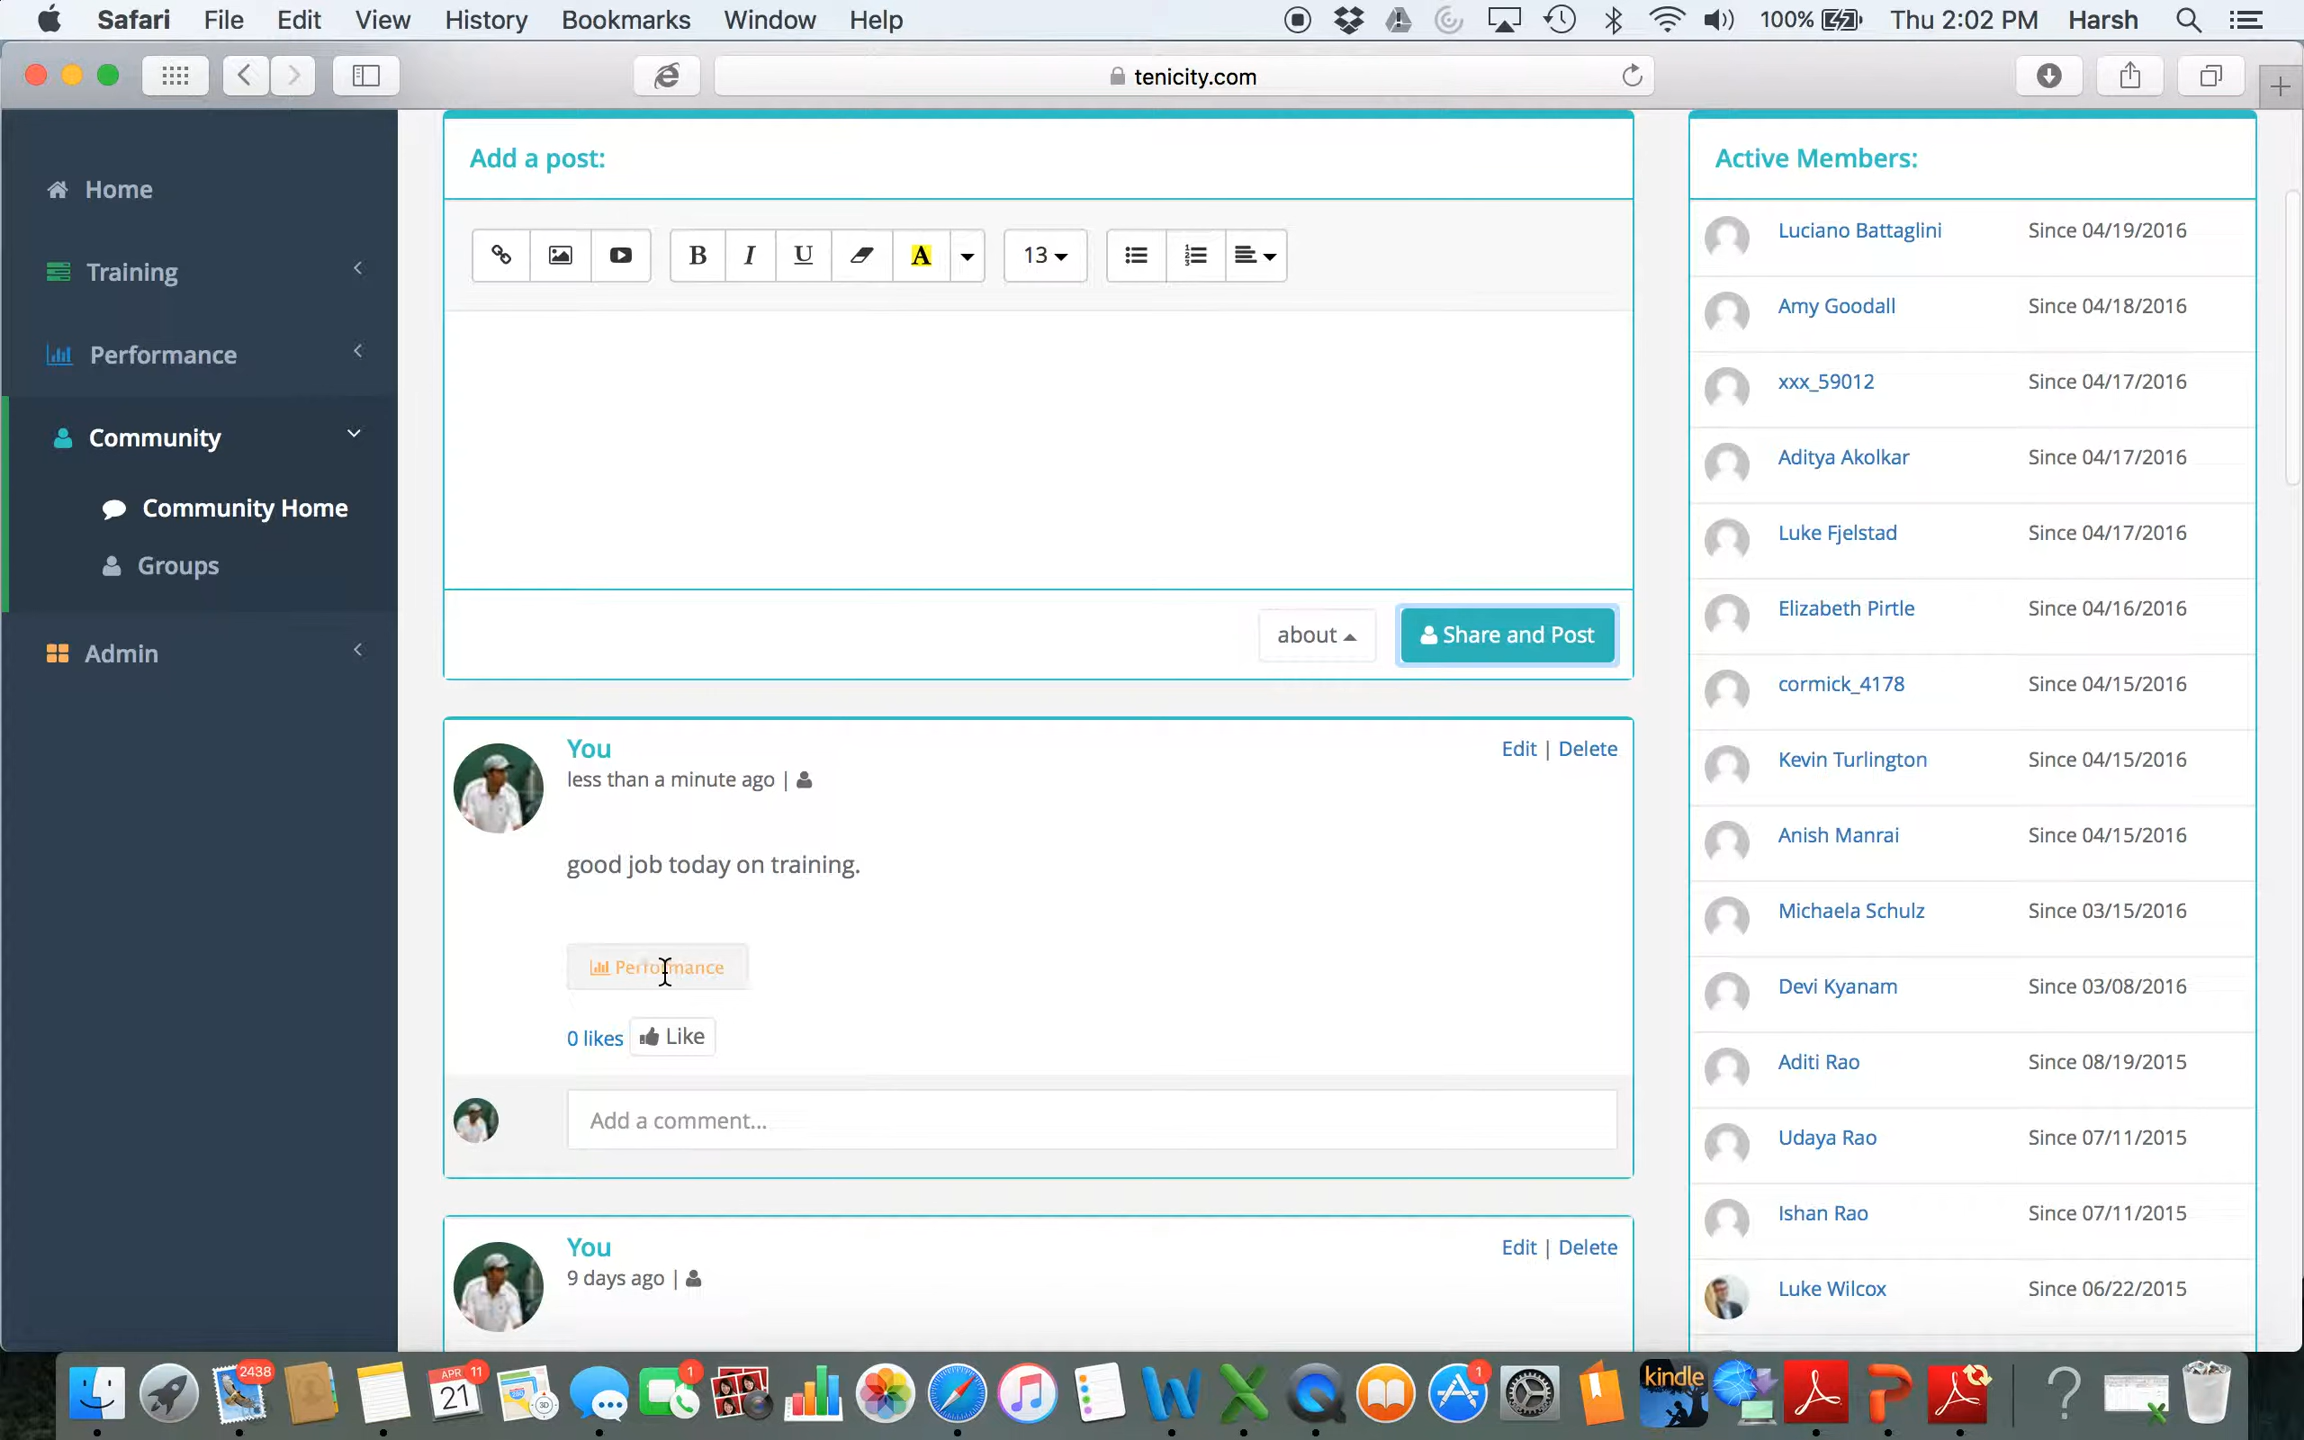 Safari File Edit View History Bookmarks Window Help 100% Thu 2:02 PM Harsh
tenicity.com
Home
Training
Performance
Community
Community Home
Groups
Admin
Add a post:
B I U A 13
about Share and Post
You
Edit | Delete
less than a minute ago |
good job today on training.
Performance
0 likes Like
Add a comment...
You
Edit | Delete
9 days ago |
Active Members:
Luciano Battaglini Since 04/19/2016
Amy Goodall Since 04/18/2016
xxx_59012 Since 04/17/2016
Aditya Akolkar Since 04/17/2016
Luke Fjelstad Since 04/17/2016
Elizabeth Pirtle Since 04/16/2016
cormick_4178 Since 04/15/2016
Kevin Turlington Since 04/15/2016
Anish Manrai Since 04/15/2016
Michaela Schulz Since 03/15/2016
Devi Kyanam Since 03/08/2016
Aditi Rao Since 08/19/2015
Udaya Rao Since 07/11/2015
Ishan Rao Since 07/11/2015
Luke Wilcox Since 06/22/2015
2438
APR 11
21
3D
1
1
kindle